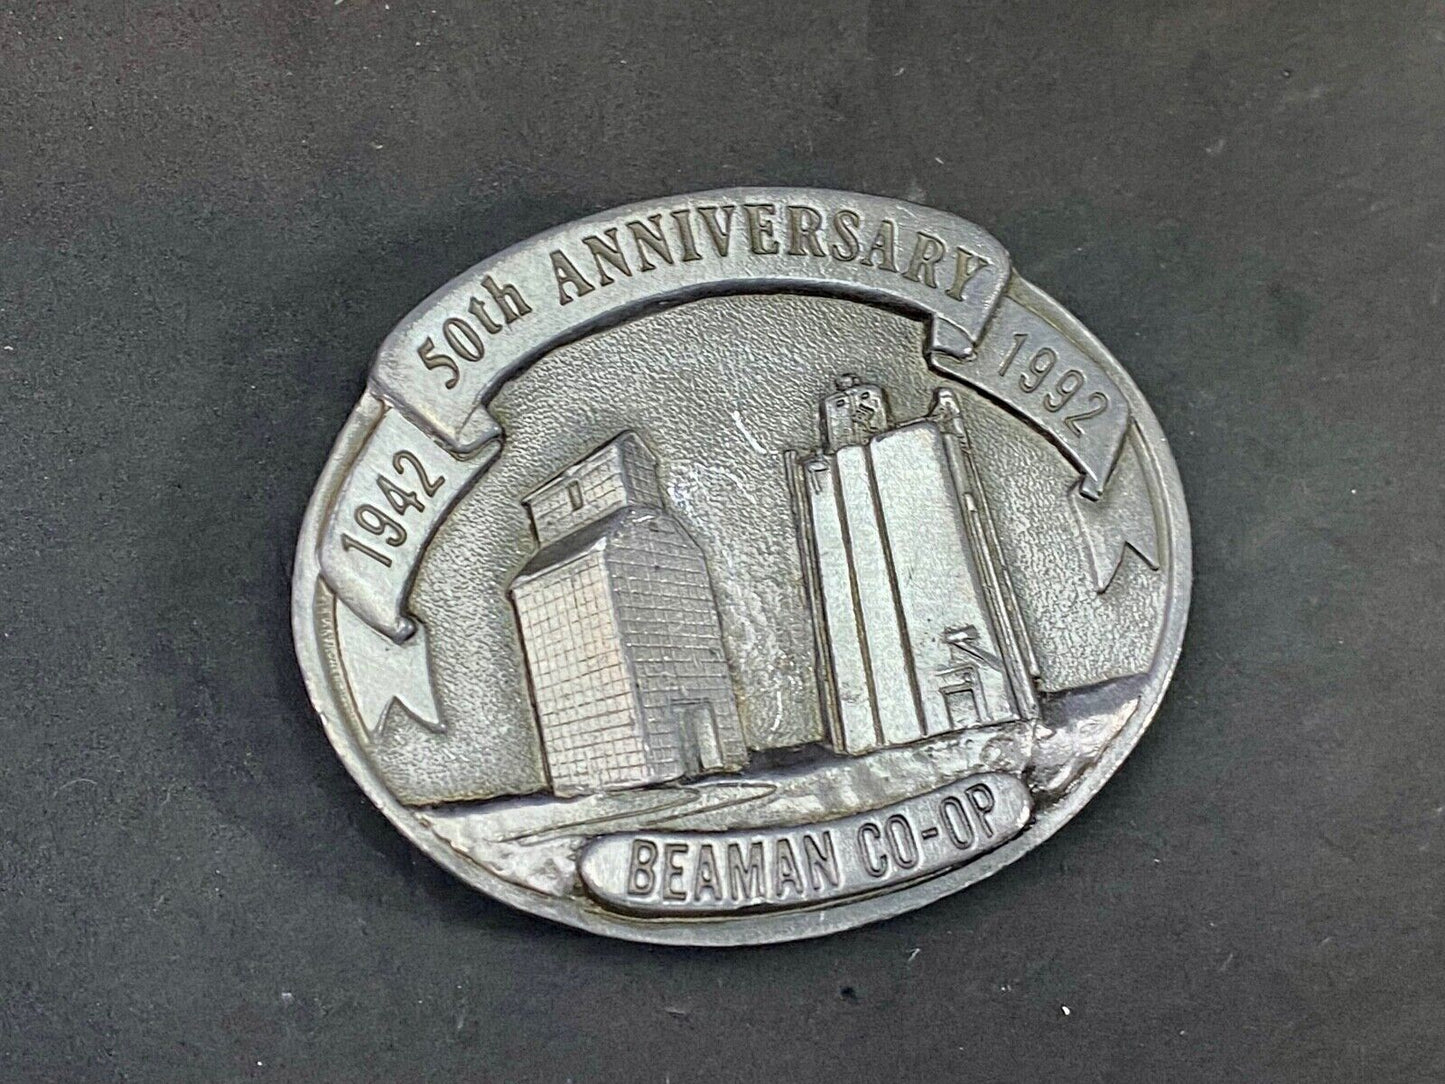 50th ANNIVERSARY
1942
1992
BEAMAN CO-OP